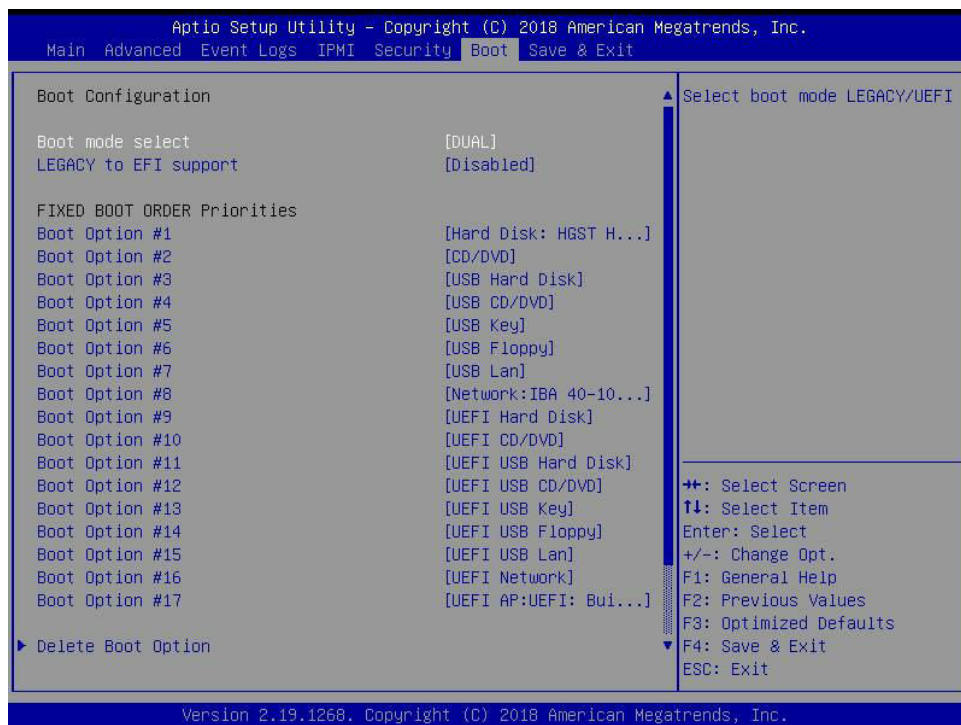 Aptio Setup Utility – Copyright (C) 2018 American Megatrends, Inc.
Main Advanced Event Logs IPMI Security Boot Save & Exit
Boot Configuration
Boot mode select [DUAL]
LEGACY to EFI support [Disabled]
FIXED BOOT ORDER Priorities
Boot Option #1 [Hard Disk: HGST H...]
Boot Option #2 [CD/DVD]
Boot Option #3 [USB Hard Disk]
Boot Option #4 [USB CD/DVD]
Boot Option #5 [USB Key]
Boot Option #6 [USB Floppy]
Boot Option #7 [USB Lan]
Boot Option #8 [Network:IBA 40-10...]
Boot Option #9 [UEFI Hard Disk]
Boot Option #10 [UEFI CD/DVD]
Boot Option #11 [UEFI USB Hard Disk]
Boot Option #12 [UEFI USB CD/DVD]
Boot Option #13 [UEFI USB Key]
Boot Option #14 [UEFI USB Floppy]
Boot Option #15 [UEFI USB Lan]
Boot Option #16 [UEFI Network]
Boot Option #17 [UEFI AP:UEFI: Bui...]
Delete Boot Option
Select boot mode LEGACY/UEFI
→←: Select Screen
↑↓: Select Item
Enter: Select
+/-: Change Opt.
F1: General Help
F2: Previous Values
F3: Optimized Defaults
F4: Save & Exit
ESC: Exit
Version 2.19.1268. Copyright (C) 2018 American Megatrends, Inc.